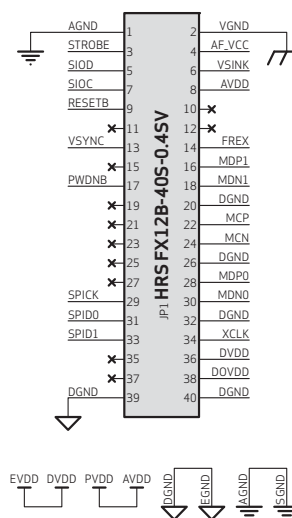 AGND 1 2 VGND
STROBE 3 4 AF_VCC
SIOD 5 6 VSINK
SIOC 7 8 AVDD
RESETB 9 10
11 12
VSYNC 13 14 FREX
15 16 MDP1
PWDNB 17 18 MDN1
19 20 DGND
21 22 MCP
23 24 MCN
25 26 DGND
27 28 MDP0
SPICK 29 30 MDN0
SPID0 31 32 DGND
SPID1 33 34 XCLK
35 36 DVDD
37 38 DOVDD
DGND 39 40 DGND
JP1 HRS FX12B-40S-0.4SV
EVDD DVDD PVDD AVDD DGND EGND AGND SGND